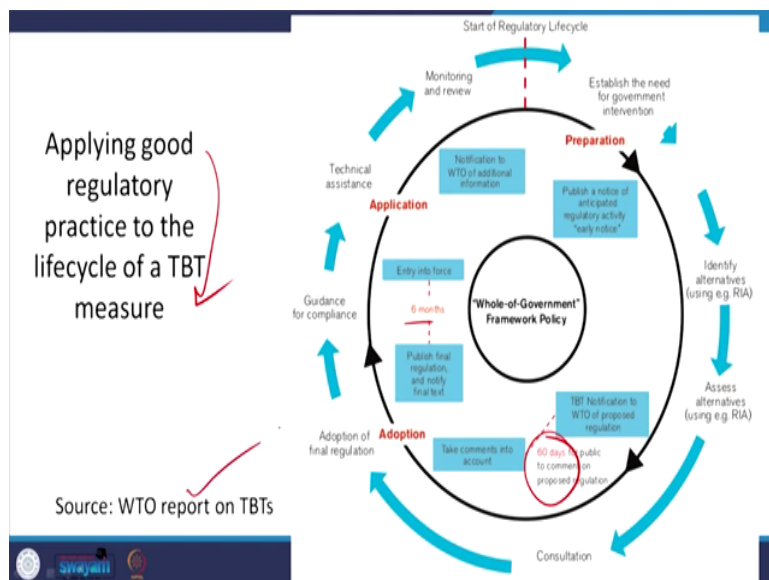 Applying good
regulatory
practice to the
lifecycle of a TBT
measure
Source: WTO report on TBTs
Start of Regulatory Lifecycle
Establish the need
for government
intervention
Preparation
Publish a notice of
anticipated
regulatory activity
"early notice"
Identify
alternatives
(using e.g. RIA)
Assess
alternatives
(using e.g. RIA)
TBT Notification to
WTO of proposed
regulation
60 days for public
to comment on
proposed regulation
Consultation
Take comments into
account
Adoption
Adoption of
final regulation
Publish final
regulation,
and notify
final text
6 months
Entry into force
Guidance
for compliance
Application
Technical
assistance
Monitoring
and review
Notification to
WTO of additional
information
"Whole-of-Government"
Framework Policy
swayam